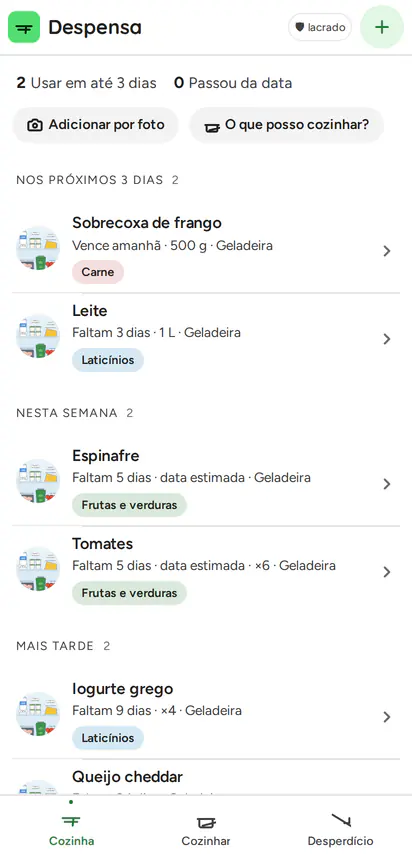 Despensa
lacrado
2 Usar em até 3 dias 0 Passou da data
Adicionar por foto
O que posso cozinhar?
NOS PRÓXIMOS 3 DIAS 2
Sobrecoxa de frango
Vence amanhã · 500 g · Geladeira
Carne
Leite
Faltam 3 dias · 1 L · Geladeira
Laticínios
NESTA SEMANA 2
Espinafre
Faltam 5 dias · data estimada · Geladeira
Frutas e verduras
Tomates
Faltam 5 dias · data estimada · ×6 · Geladeira
Frutas e verduras
MAIS TARDE 2
Iogurte grego
Faltam 9 dias · ×4 · Geladeira
Laticínios
Queijo cheddar
Cozinha
Cozinhar
Desperdício